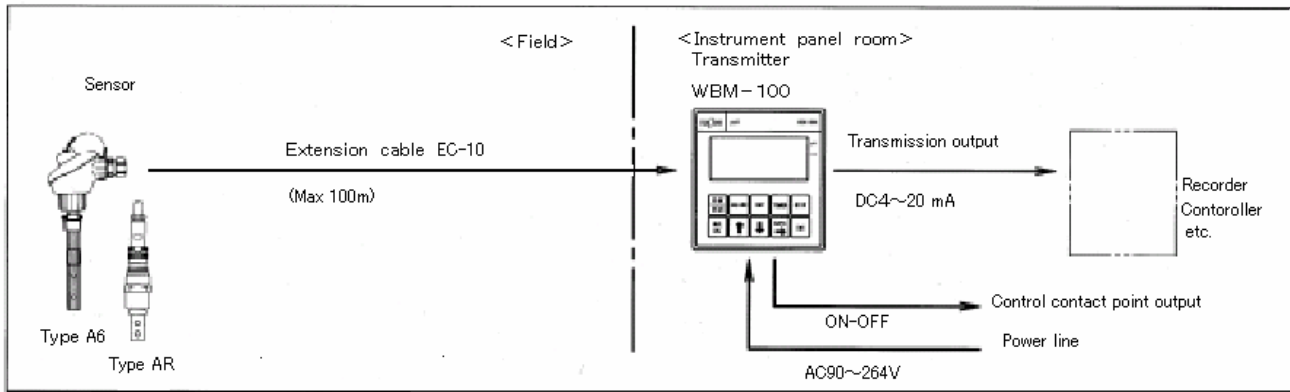 <Field>
<Instrument panel room>
Transmitter
WBM-100
Sensor
Extension cable EC-10
(Max 100m)
Transmission output
DC4~20 mA
Recorder
Contoroller
etc.
Type A6
Type AR
Control contact point output
ON-OFF
Power line
AC90~264V